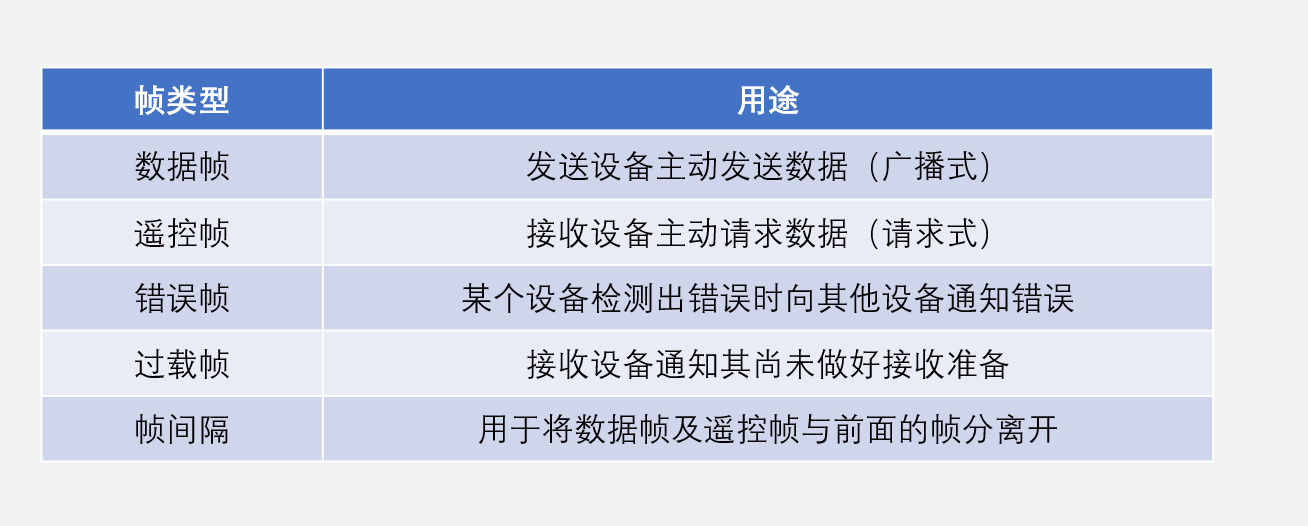 帧类型 用途
数据帧 发送设备主动发送数据（广播式）
遥控帧 接收设备主动请求数据（请求式）
错误帧 某个设备检测出错误时向其他设备通知错误
过载帧 接收设备通知其尚未做好接收准备
帧间隔 用于将数据帧及遥控帧与前面的帧分离开